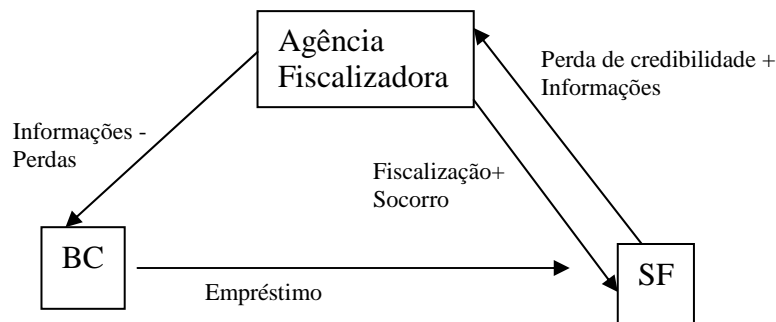 Agência
Fiscalizadora
Perda de credibilidade +
Informações
Informações -
Perdas
Fiscalização+
Socorro
BC
SF
Empréstimo